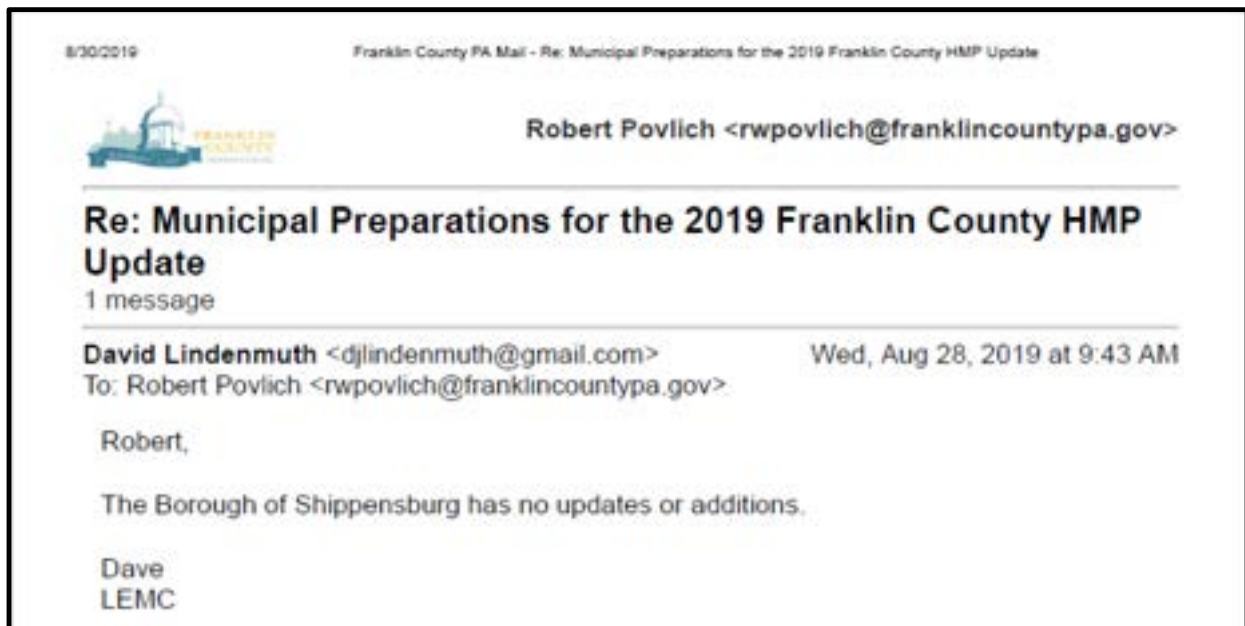 8/30/2019 Franklin County PA Mail - Re: Municipal Preparations for the 2019 Franklin County HMP Update
FRANKLIN
COUNTY
Robert Povlich <rwpovlich@franklincountypa.gov>
Re: Municipal Preparations for the 2019 Franklin County HMP
Update
1 message
David Lindenmuth <djlindenmuth@gmail.com> Wed, Aug 28, 2019 at 9:43 AM
To: Robert Povlich <rwpovlich@franklincountypa.gov>
Robert,
The Borough of Shippensburg has no updates or additions.
Dave
LEMC